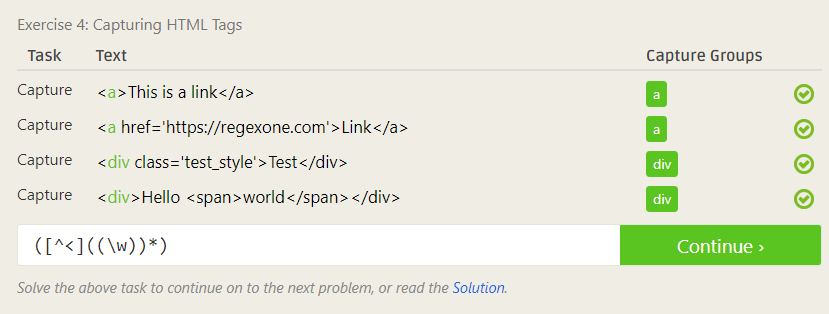 Exercise 4: Capturing HTML Tags
Task Text Capture Groups
Capture <a>This is a link</a> a
Capture <a href='https://regexone.com'>Link</a> a
Capture <div class='test_style'>Test</div> div
Capture <div>Hello <span>world</span></div> div
([^<]((\w))*) Continue ›
Solve the above task to continue on to the next problem, or read the Solution.